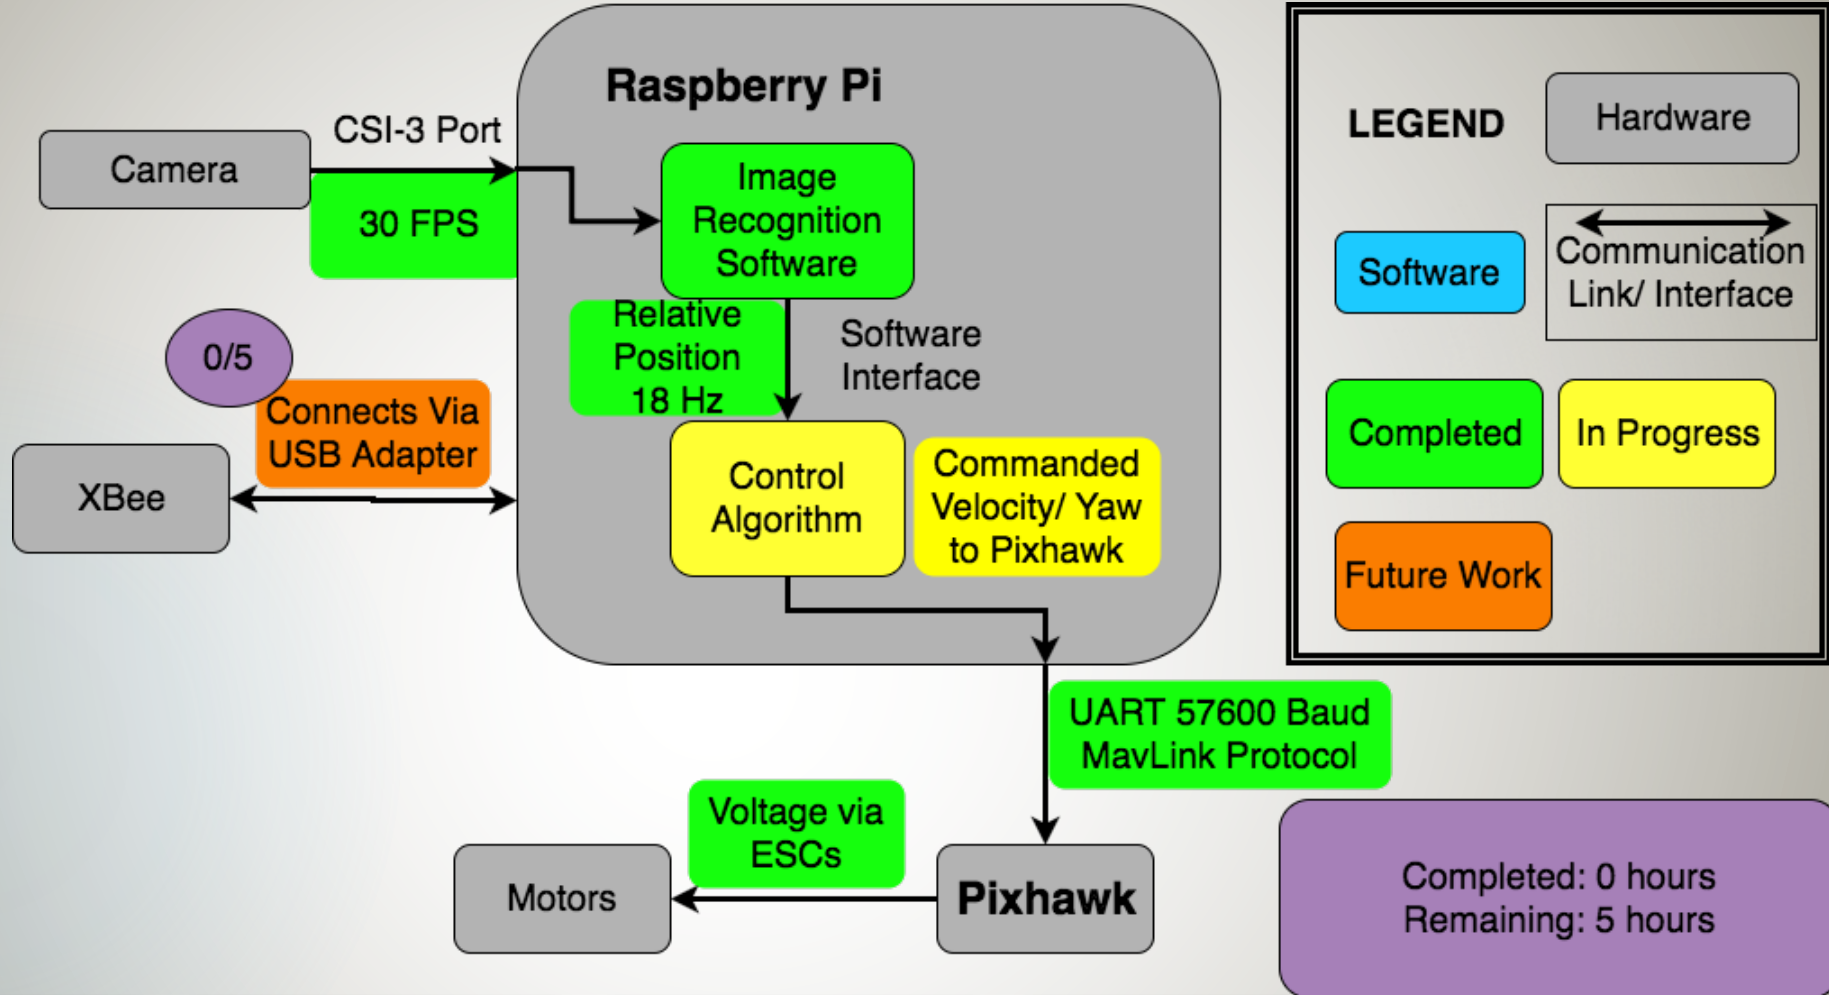 Raspberry Pi
CSI-3 Port
Camera
30 FPS
Image
Recognition
Software
Relative
Position
18 Hz
Software
Interface
0/5
Connects Via
USB Adapter
XBee
Control
Algorithm
Commanded
Velocity/ Yaw
to Pixhawk
UART 57600 Baud
MavLink Protocol
Voltage via
ESCs
Motors
Pixhawk
LEGEND
Hardware
Software
Communication
Link/ Interface
Completed
In Progress
Future Work
Completed: 0 hours
Remaining: 5 hours